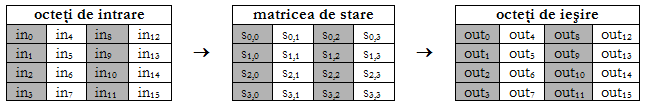 octeți de intrare matricea de stare octeți de ieșire
in₀ in₄ in₈ in₁₂ s₀,₀ s₀,₁ s₀,₂ s₀,₃ out₀ out₄ out₈ out₁₂
in₁ in₅ in₉ in₁₃ → s₁,₀ s₁,₁ s₁,₂ s₁,₃ → out₁ out₅ out₉ out₁₃
in₂ in₆ in₁₀ in₁₄ s₂,₀ s₂,₁ s₂,₂ s₂,₃ out₂ out₆ out₁₀ out₁₄
in₃ in₇ in₁₁ in₁₅ s₃,₀ s₃,₁ s₃,₂ s₃,₃ out₃ out₇ out₁₁ out₁₅